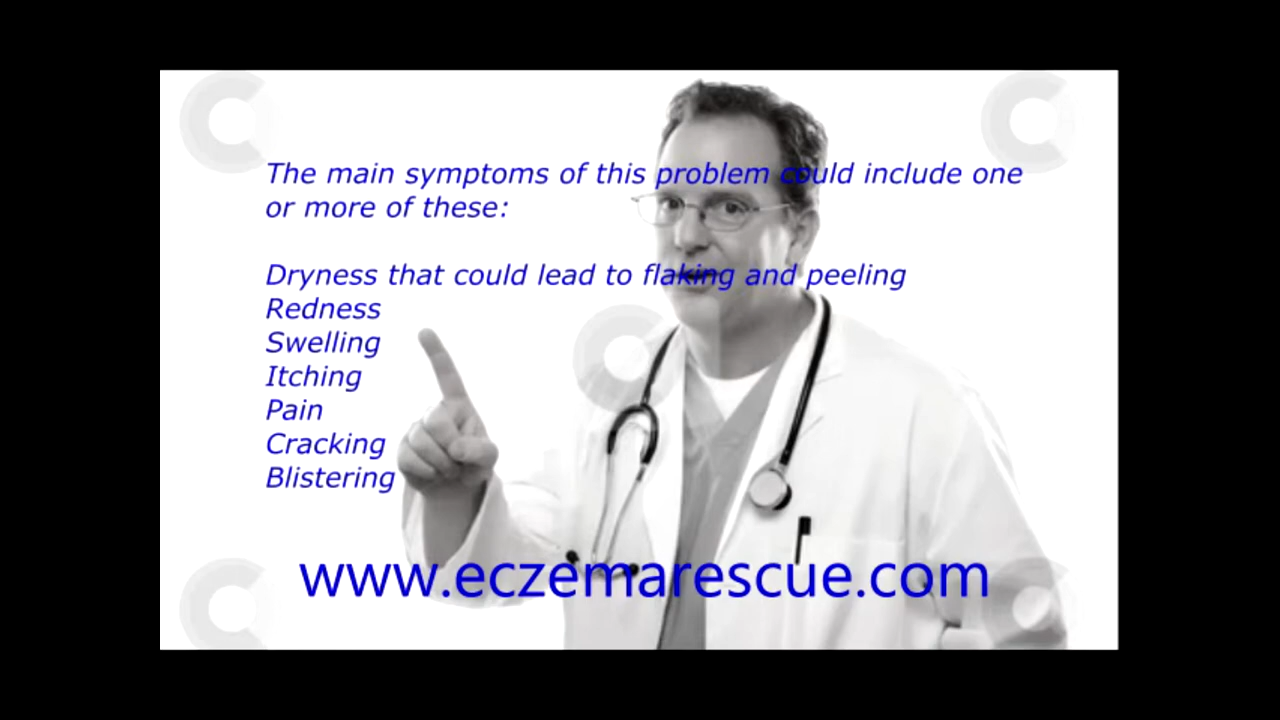 The main symptoms of this problem could include one
or more of these:
Dryness that could lead to flaking and peeling
Redness
Swelling
Itching
Pain
Cracking
Blistering
www.eczemarescue.com